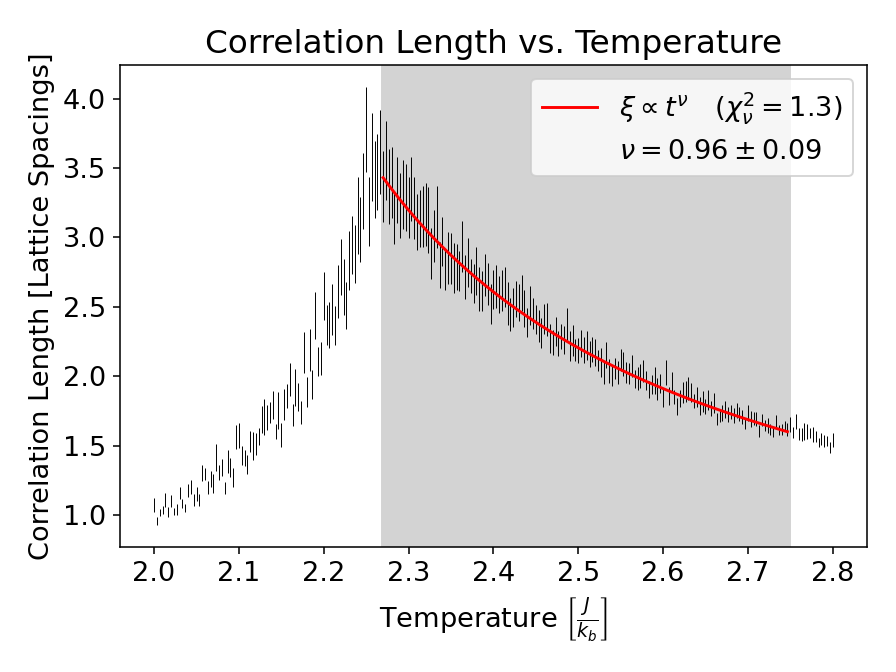 Correlation Length vs. Temperature
Correlation Length [Lattice Spacings]
4.0
3.5
3.0
2.5
2.0
1.5
1.0
ξ ∝ t^ν (χ²_ν = 1.3)
ν = 0.96 ± 0.09
2.0 2.1 2.2 2.3 2.4 2.5 2.6 2.7 2.8
Temperature [J/k_b]